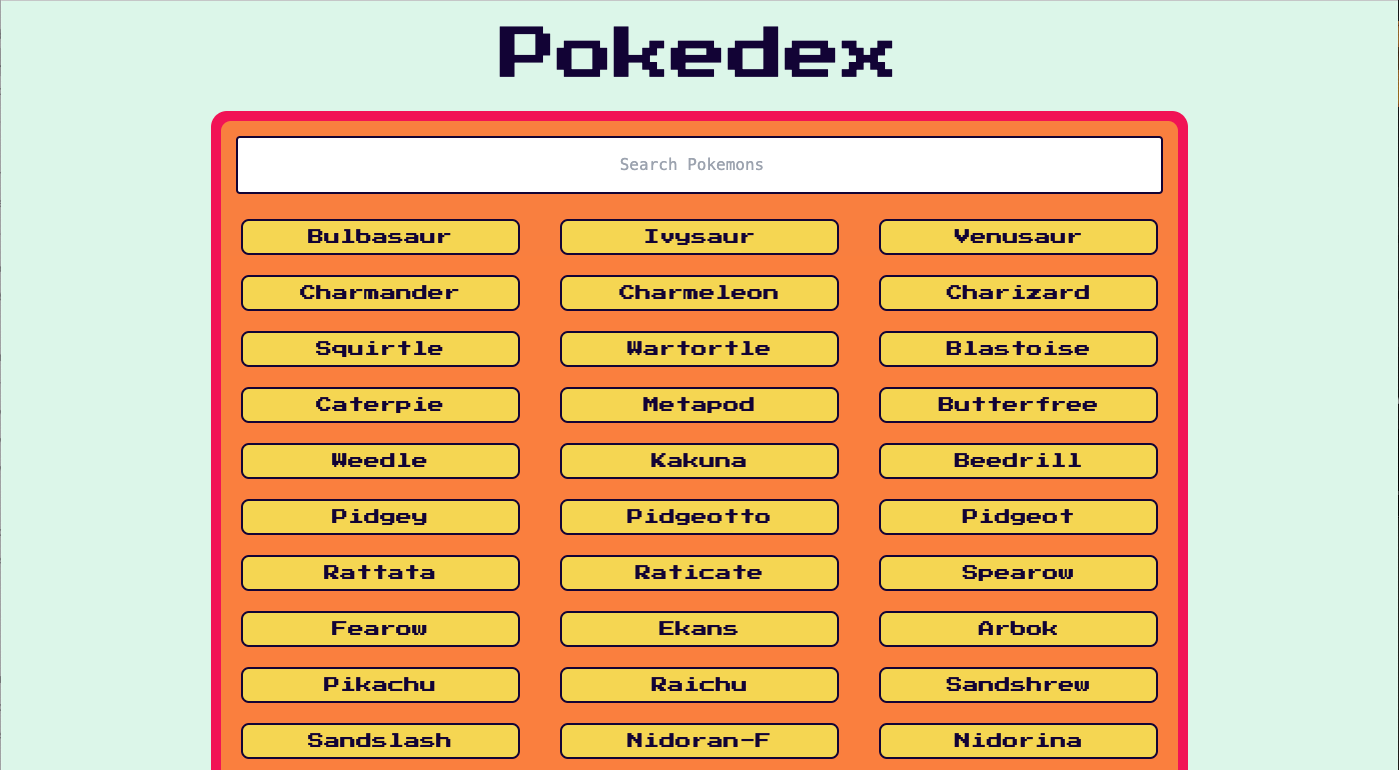 Pokedex
Search Pokemons
Bulbasaur Ivysaur Venusaur
Charmander Charmeleon Charizard
Squirtle Wartortle Blastoise
Caterpie Metapod Butterfree
Weedle Kakuna Beedrill
Pidgey Pidgeotto Pidgeot
Rattata Raticate Spearow
Fearow Ekans Arbok
Pikachu Raichu Sandshrew
Sandslash Nidoran-F Nidorina